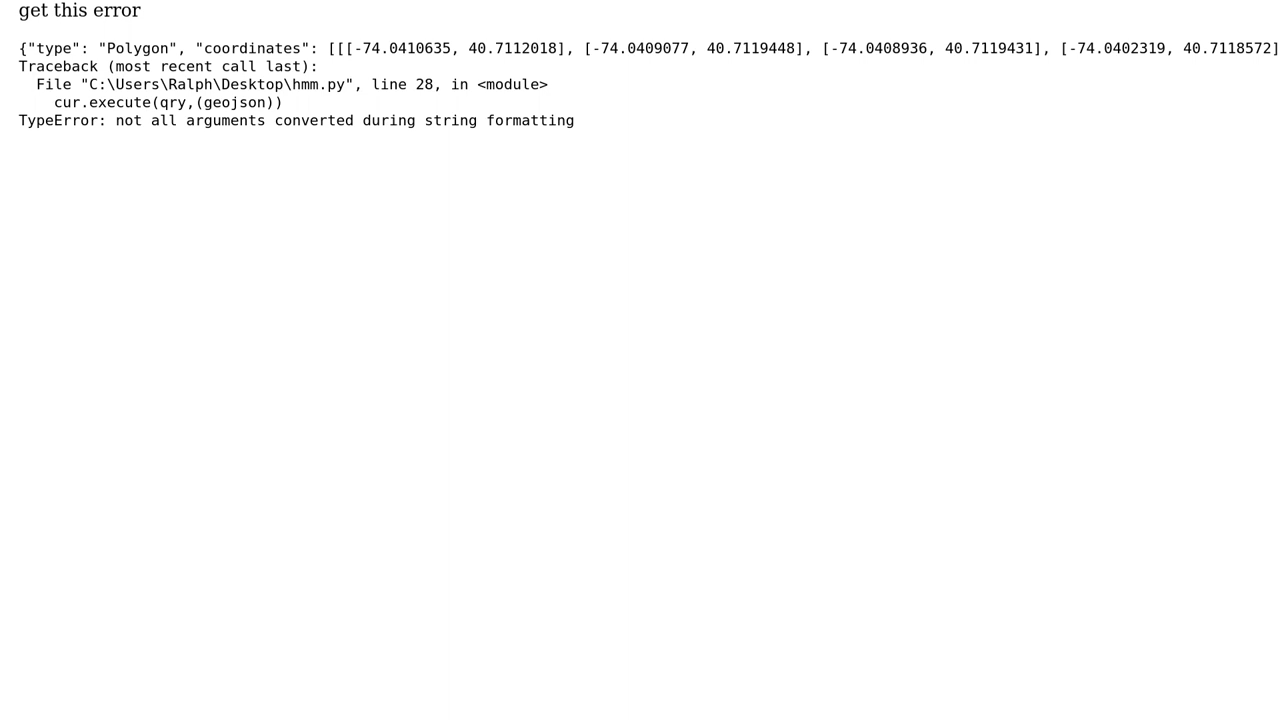 get this error
{"type": "Polygon", "coordinates": [[[-74.0410635, 40.7112018], [-74.0409077, 40.7119448], [-74.0408936, 40.7119431], [-74.0402319, 40.7118572]
Traceback (most recent call last):
  File "C:\Users\Ralph\Desktop\hmm.py", line 28, in <module>
    cur.execute(qry,(geojson))
TypeError: not all arguments converted during string formatting